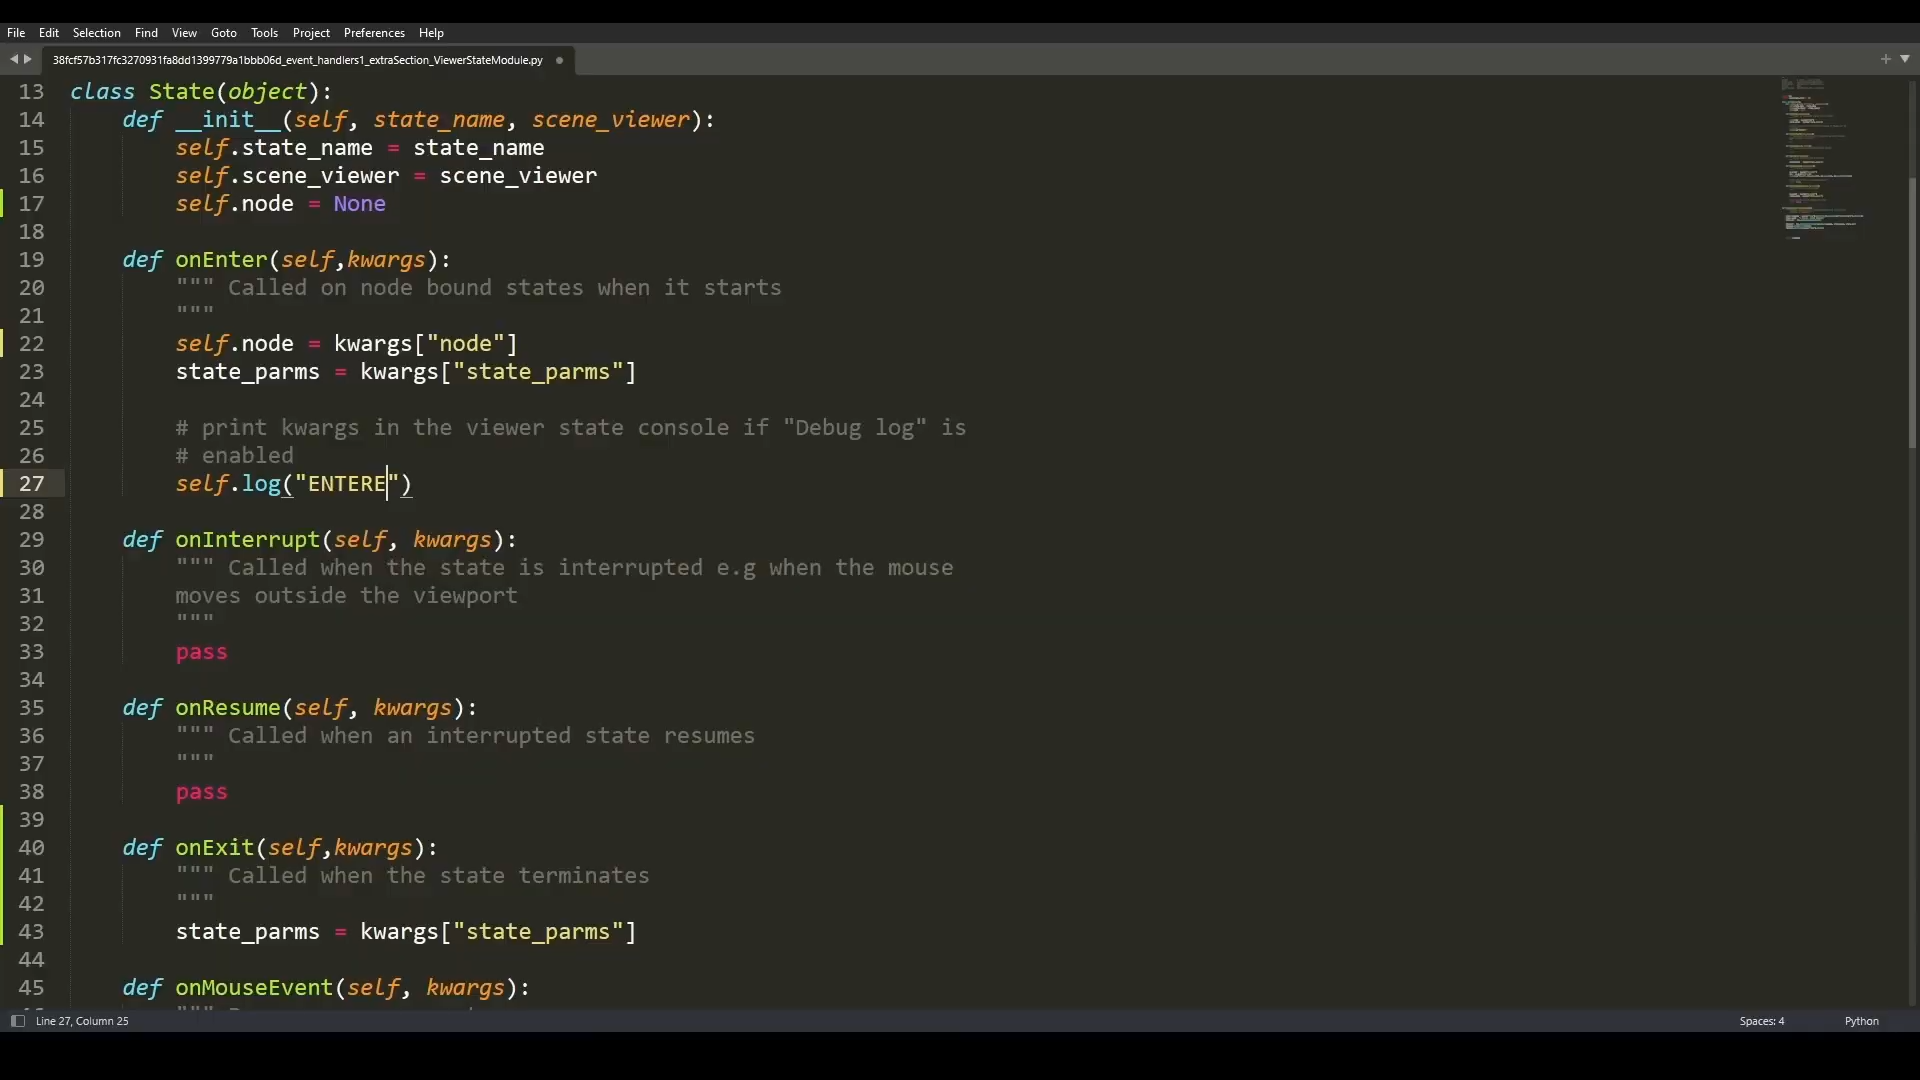 File Edit Selection Find View Goto Tools Project Preferences Help
38fcf57b317fc3270931fa8dd1399779a1bbb06d_event_handlers1_extraSection_ViewerStateModule.py
13 class State(object):
14 def __init__(self, state_name, scene_viewer):
15 self.state_name = state_name
16 self.scene_viewer = scene_viewer
17 self.node = None
18
19 def onEnter(self,kwargs):
20 """ Called on node bound states when it starts
21 """
22 self.node = kwargs["node"]
23 state_parms = kwargs["state_parms"]
24
25 # print kwargs in the viewer state console if "Debug log" is
26 # enabled
27 self.log("ENTERE")
28
29 def onInterrupt(self, kwargs):
30 """ Called when the state is interrupted e.g when the mouse
31 moves outside the viewport
32 """
33 pass
34
35 def onResume(self, kwargs):
36 """ Called when an interrupted state resumes
37 """
38 pass
39
40 def onExit(self,kwargs):
41 """ Called when the state terminates
42 """
43 state_parms = kwargs["state_parms"]
44
45 def onMouseEvent(self, kwargs):
Line 27, Column 25 Spaces: 4 Python